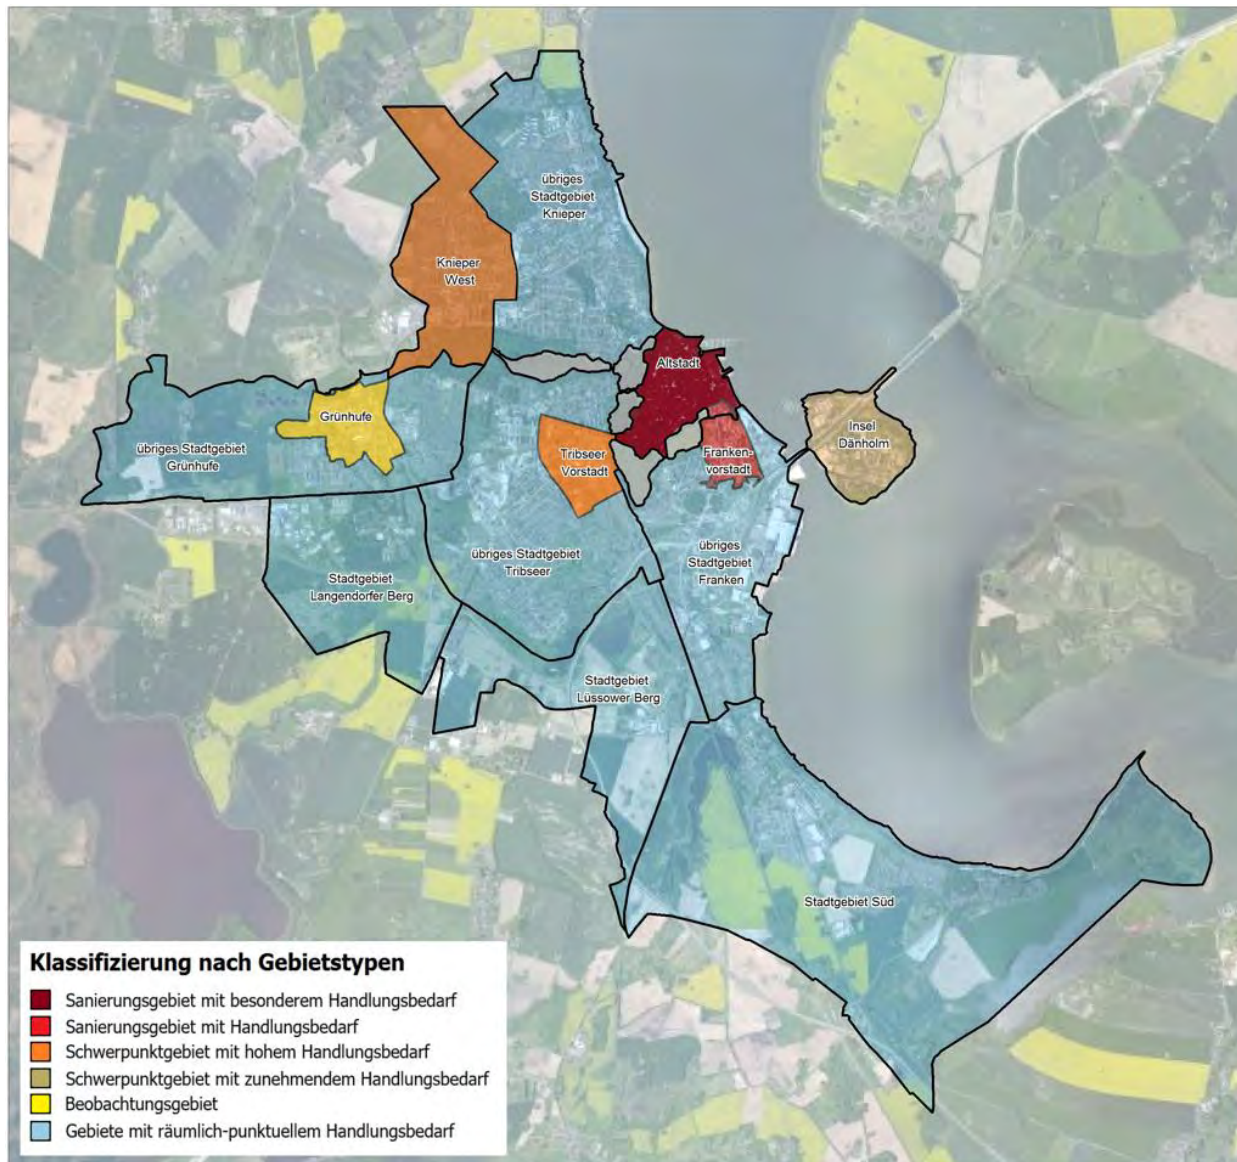 übriges
Stadtgebiet
Knieper
Knieper
West
Altstadt
Grünhufe
übriges Stadtgebiet
Grünhufe
Tribseer
Vorstadt
Franken-
vorstadt
Insel
Dänholm
übriges Stadtgebiet
Tribseer
übriges
Stadtgebiet
Franken
Stadtgebiet
Langendorfer Berg
Stadtgebiet
Lüssower Berg
Stadtgebiet Süd
Klassifizierung nach Gebietstypen
Sanierungsgebiet mit besonderem Handlungsbedarf
Sanierungsgebiet mit Handlungsbedarf
Schwerpunktgebiet mit hohem Handlungsbedarf
Schwerpunktgebiet mit zunehmendem Handlungsbedarf
Beobachtungsgebiet
Gebiete mit räumlich-punktuellem Handlungsbedarf